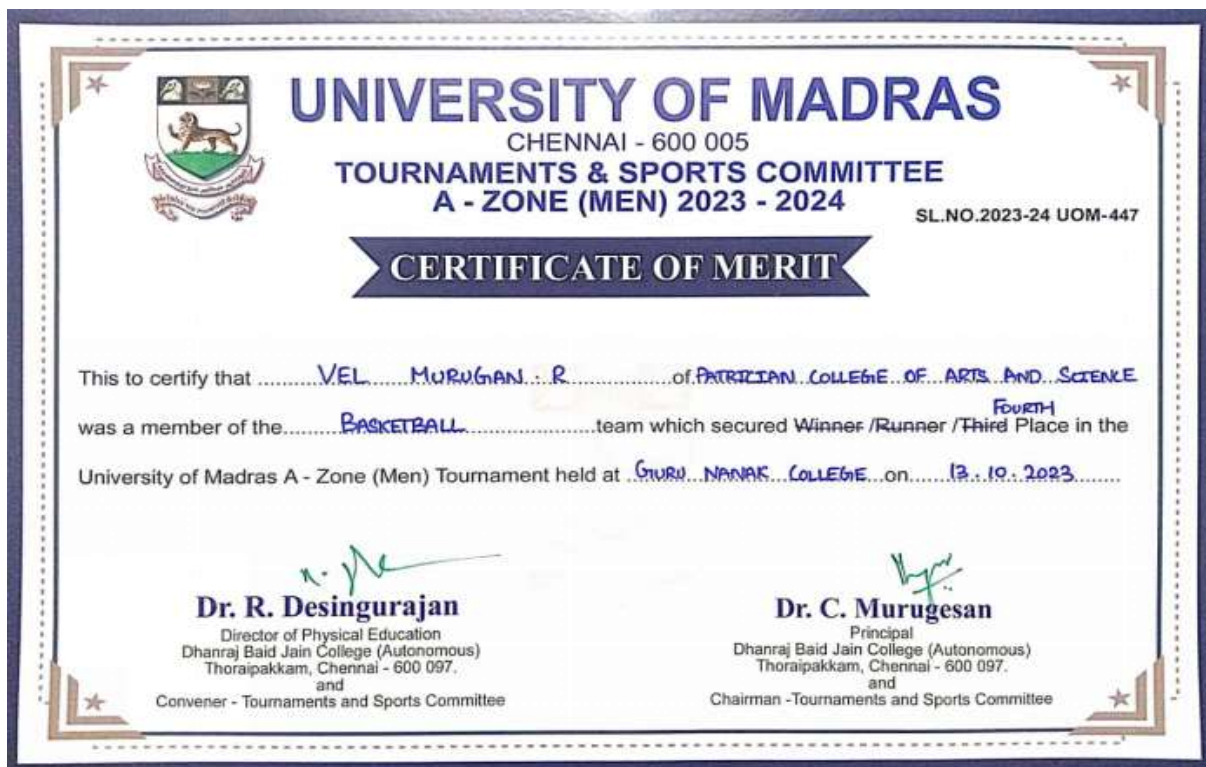 UNIVERSITY OF MADRAS
CHENNAI - 600 005
TOURNAMENTS & SPORTS COMMITTEE
A - ZONE (MEN) 2023 - 2024
SL.NO.2023-24 UOM-447
CERTIFICATE OF MERIT
This to certify that VEL MURUGAN. R of PATRICIAN COLLEGE OF ARTS AND SCIENCE
FOURTH
was a member of the BASKETBALL team which secured Winner /Runner /Third Place in the
University of Madras A - Zone (Men) Tournament held at GURU NANAK COLLEGE on 13.10.2023
Dr. R. Desingurajan
Director of Physical Education
Dhanraj Baid Jain College (Autonomous)
Thoraipakkam, Chennai - 600 097.
and
Convener - Tournaments and Sports Committee
Dr. C. Murugesan
Principal
Dhanraj Baid Jain College (Autonomous)
Thoraipakkam, Chennai - 600 097.
and
Chairman -Tournaments and Sports Committee